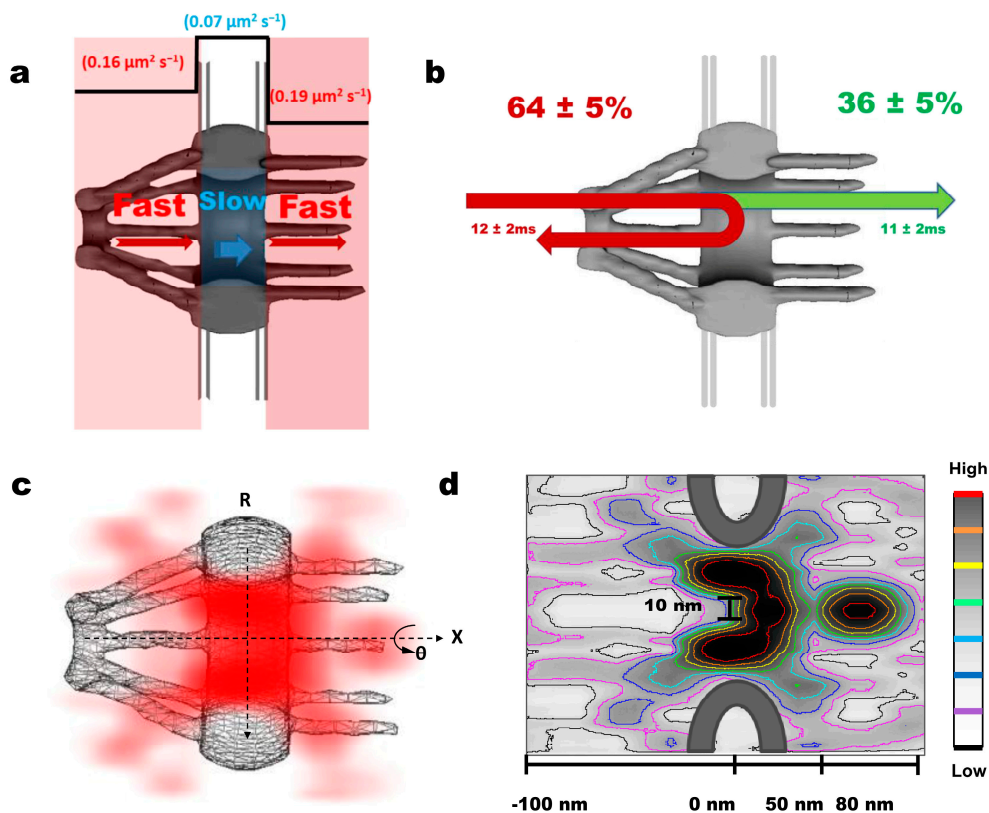 a
(0.07 µm² s⁻¹)
(0.16 µm² s⁻¹)
(0.19 µm² s⁻¹)
Fast
Slow
Fast
b
64 ± 5%
36 ± 5%
12 ± 2ms
11 ± 2ms
c
R
X
θ
d
10 nm
High
Low
-100 nm
0 nm
50 nm
80 nm